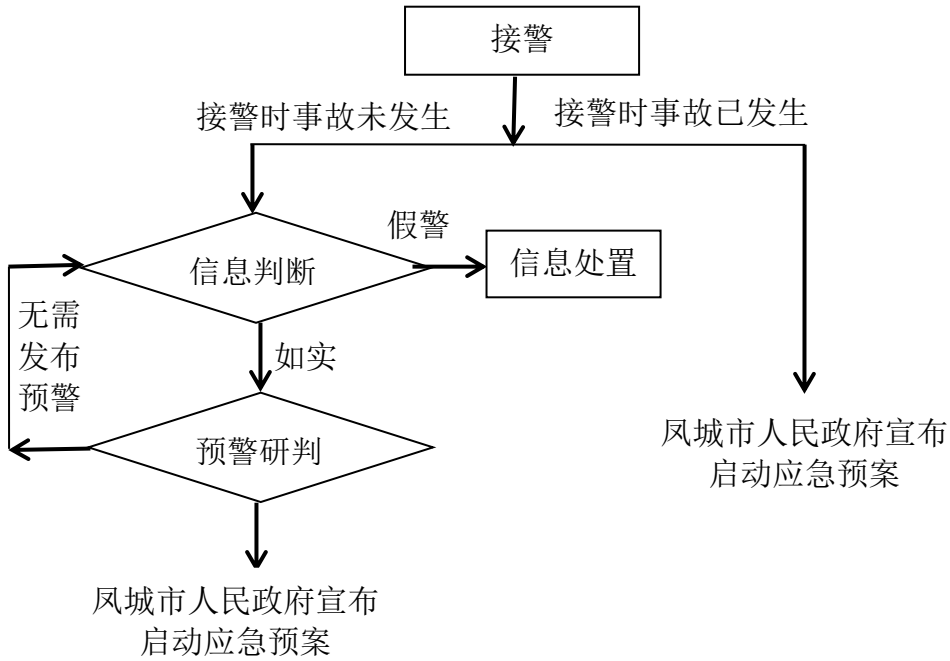 接警
接警时事故未发生
接警时事故已发生
假警
信息判断
信息处置
无需
发布
预警
如实
预警研判
凤城市人民政府宣布
启动应急预案
凤城市人民政府宣布
启动应急预案